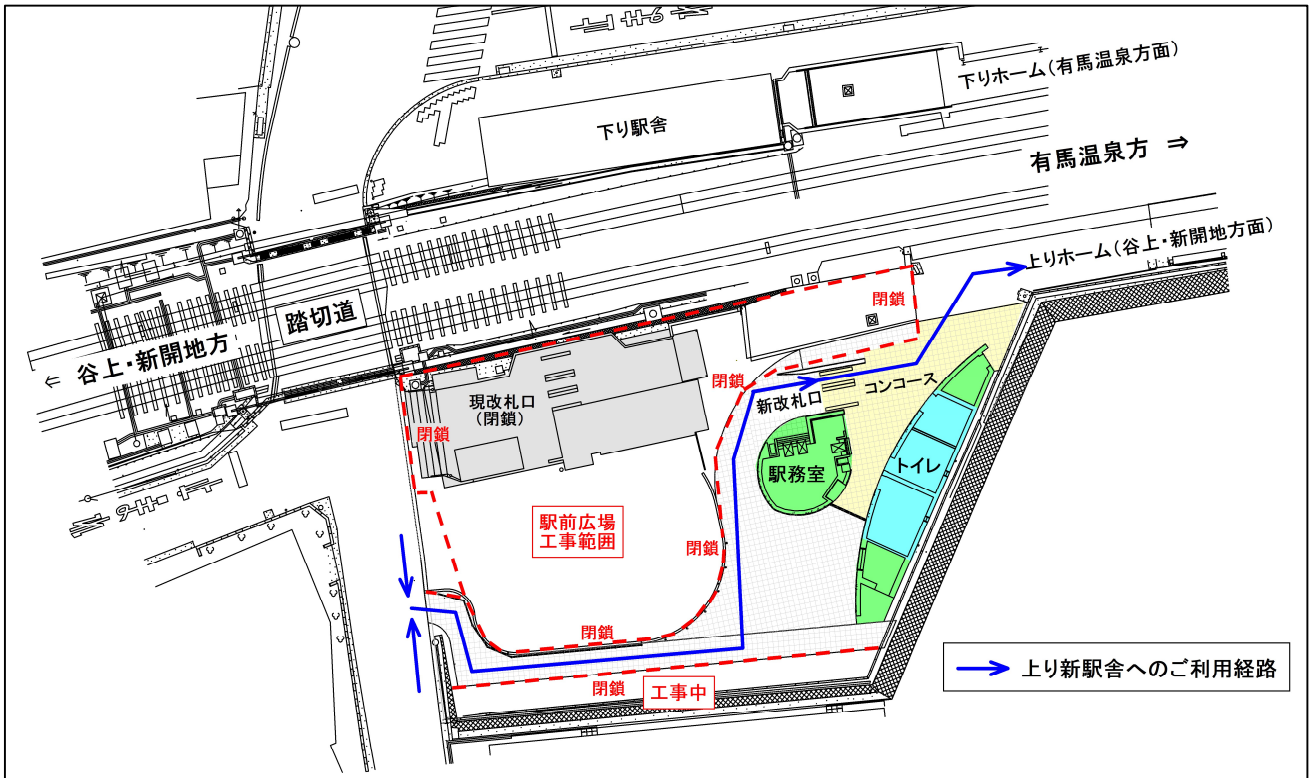 下りホーム(有馬温泉方面)
下り駅舎
有馬温泉方 ⇒
上りホーム(谷上・新開地方面)
踏切道
← 谷上・新開地方
閉鎖
現改札口
(閉鎖)
閉鎖
新改札口
コンコース
閉鎖
駅務室
トイレ
駅前広場
工事範囲
閉鎖
閉鎖
閉鎖
工事中
上り新駅舎へのご利用経路